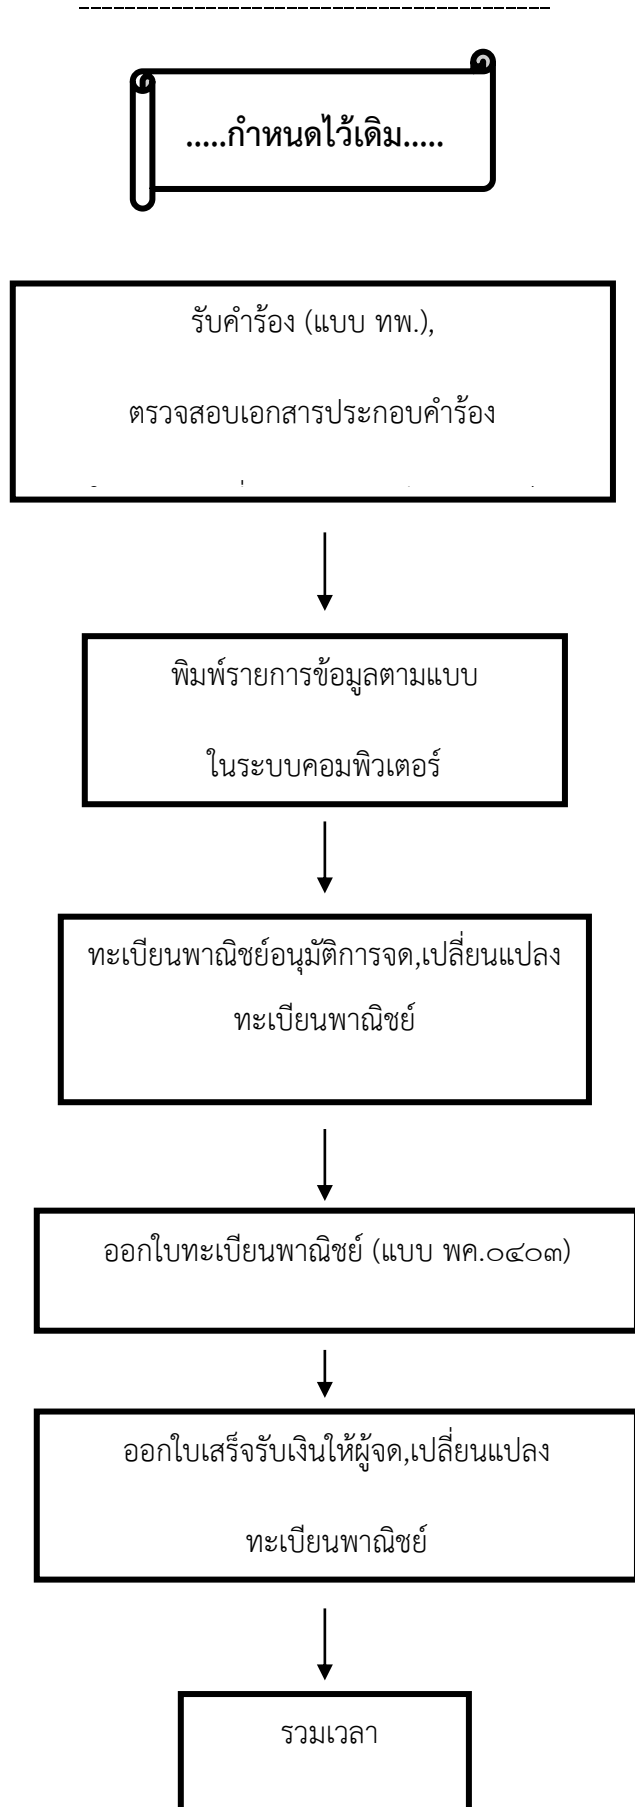 .....กำหนดไว้เดิม.....
รับคำร้อง (แบบ ทพ.),
ตรวจสอบเอกสารประกอบคำร้อง
พิมพ์รายการข้อมูลตามแบบ
ในระบบคอมพิวเตอร์
ทะเบียนพาณิชย์อนุมัติการจด,เปลี่ยนแปลง
ทะเบียนพาณิชย์
ออกใบทะเบียนพาณิชย์ (แบบ พค.๐๔๐๓)
ออกใบเสร็จรับเงินให้ผู้จด,เปลี่ยนแปลง
ทะเบียนพาณิชย์
รวมเวลา